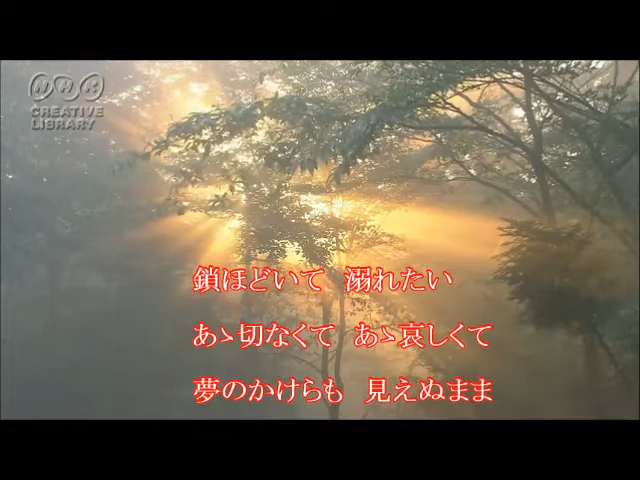 NHK
CREATIVE
LIBRARY
鎖ほどいて　溺れたい
あゝ切なくて　あゝ哀しくて
夢のかけらも　見えぬまま